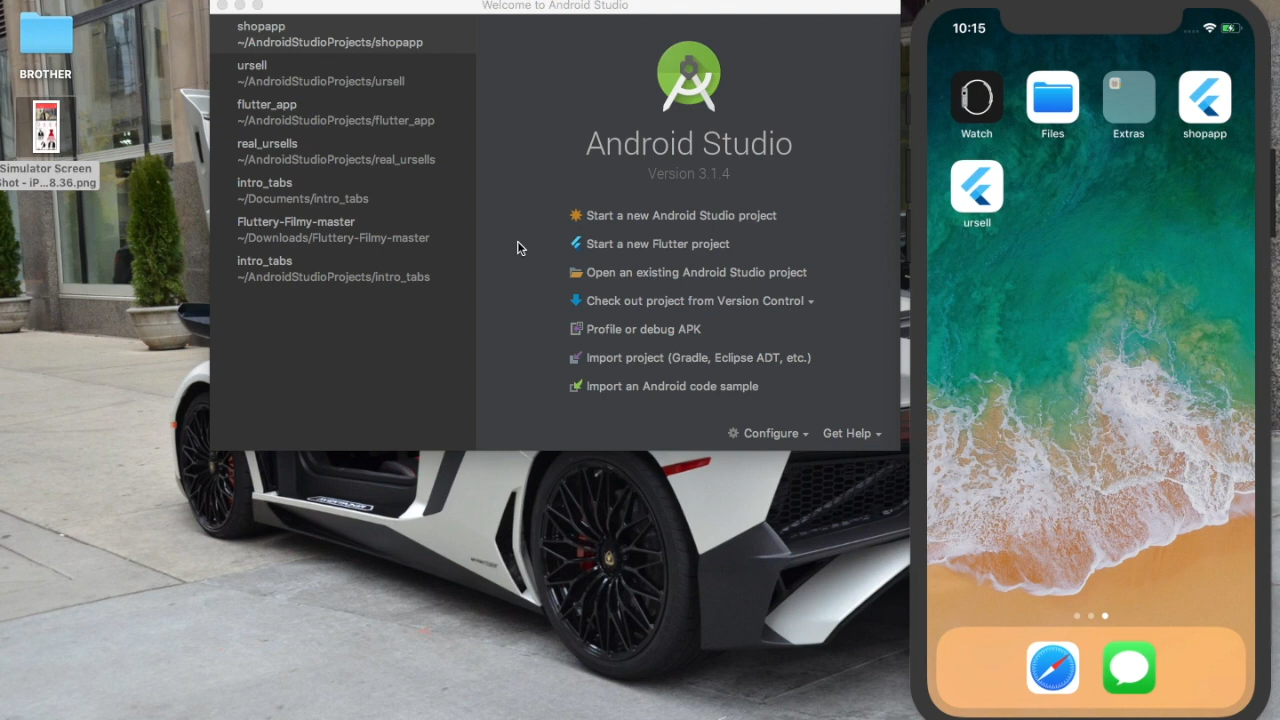 BROTHER
Simulator Screen
Shot - iP...8.36.png
Welcome to Android Studio
shopapp
~/AndroidStudioProjects/shopapp
ursell
~/AndroidStudioProjects/ursell
flutter_app
~/AndroidStudioProjects/flutter_app
real_ursells
~/AndroidStudioProjects/real_ursells
intro_tabs
~/Documents/intro_tabs
Fluttery-Filmy-master
~/Downloads/Fluttery-Filmy-master
intro_tabs
~/AndroidStudioProjects/intro_tabs
Android Studio
Version 3.1.4
Start a new Android Studio project
Start a new Flutter project
Open an existing Android Studio project
Check out project from Version Control
Profile or debug APK
Import project (Gradle, Eclipse ADT, etc.)
Import an Android code sample
Configure
Get Help
10:15
Watch
Files
Extras
shopapp
ursell